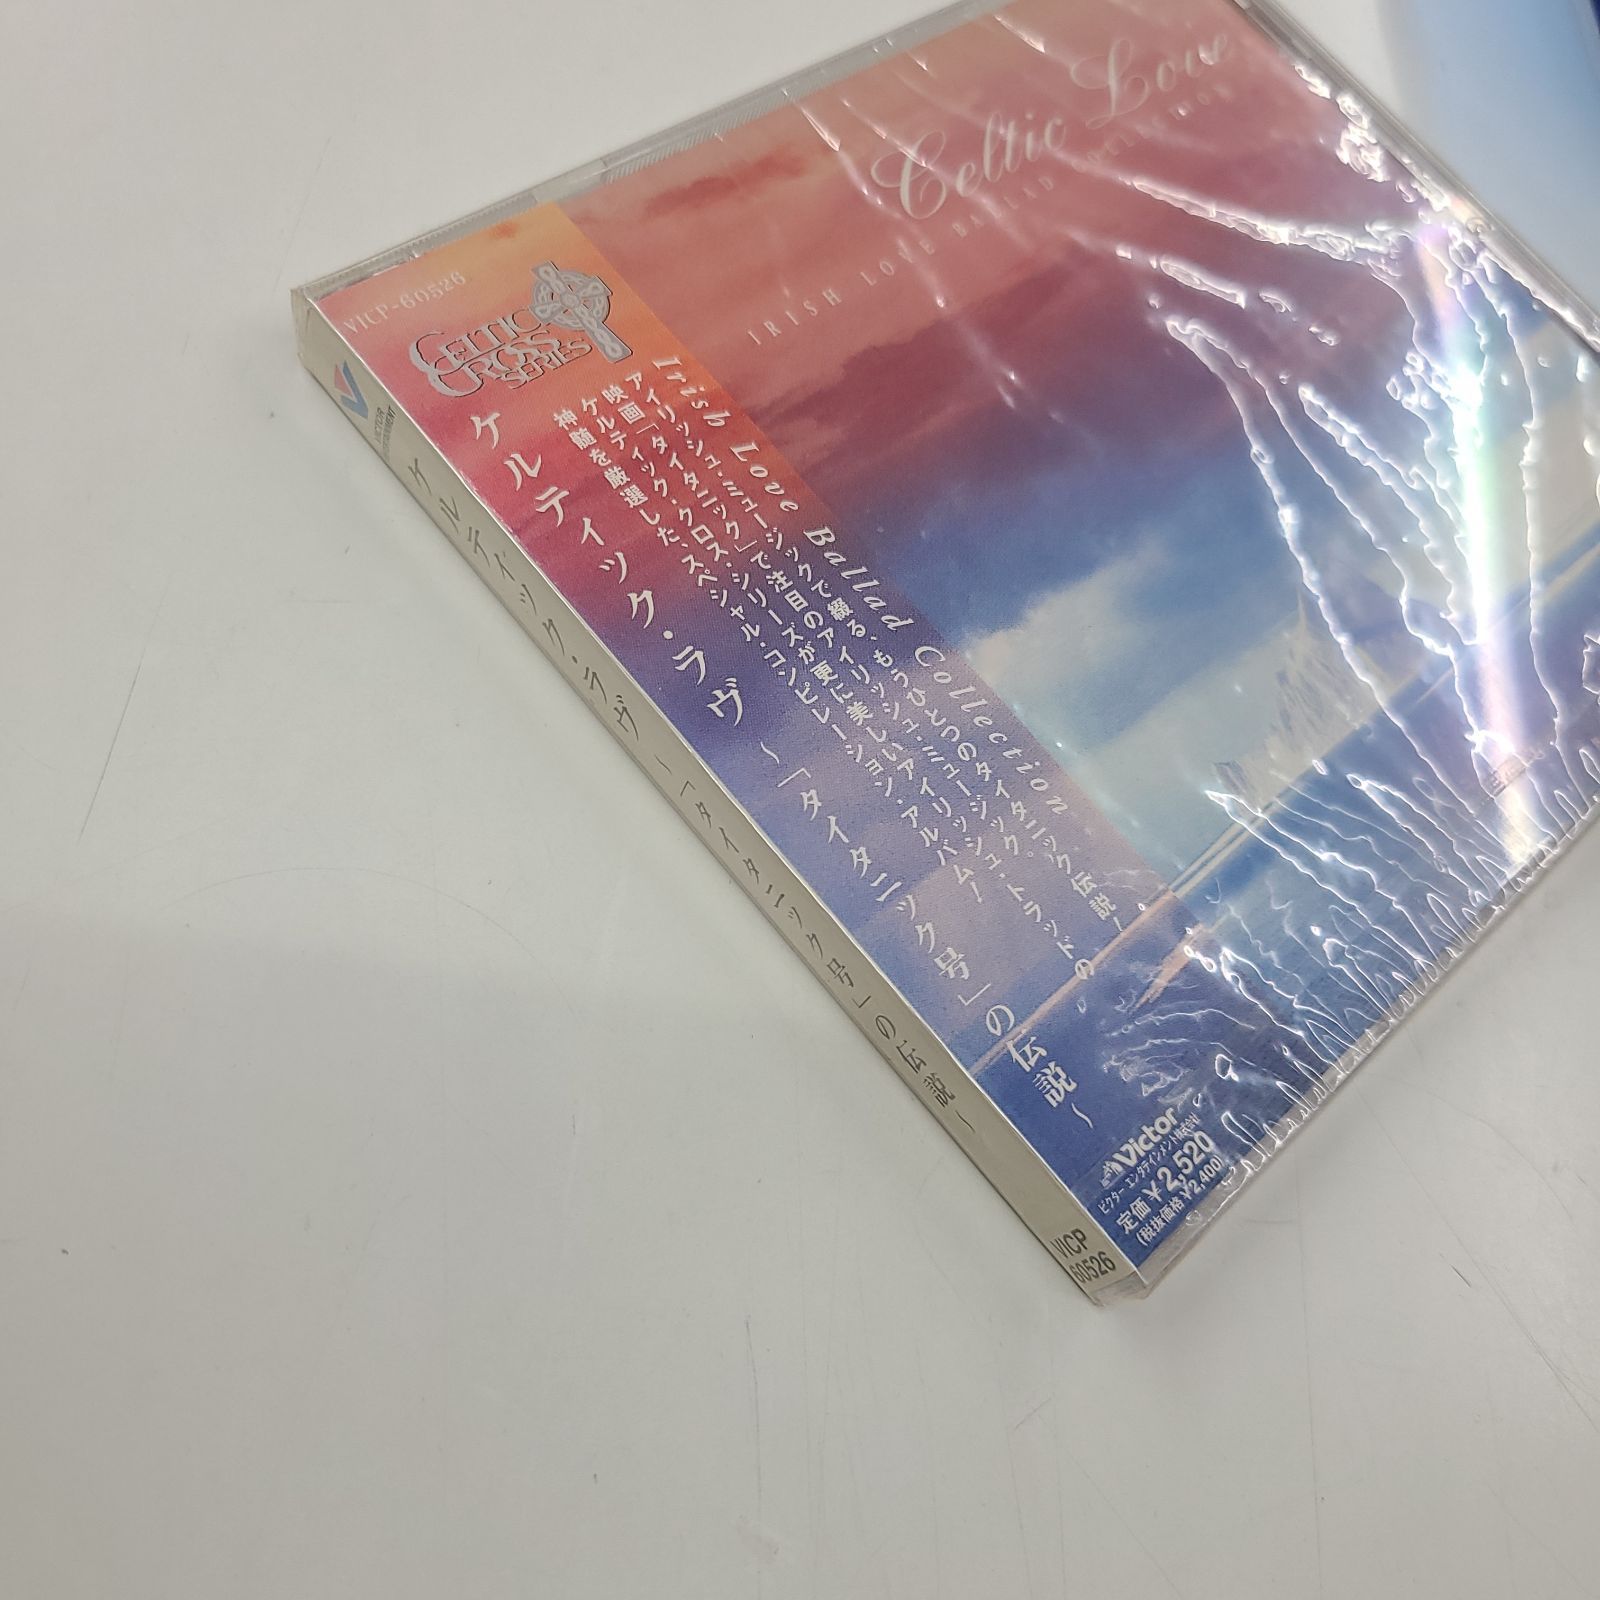 Celtic Love
IRISH LOVE BALLAD COLLECTION
VICP-60526
CELTIC
CROSS
SERIES
Irish Love Ballad Collection
アイリッシュ・ミュージックで綴る、もうひとつのタイタニック伝説!
映画「タイタニック」で注目のアイリッシュ・ミュージック。
ケルティック・クロス・シリーズが更に美しいアイリッシュ・トラッドの
神髄を厳選した、スペシャル・コンピレーション・アルバム!
ケルティック・ラヴ 〜「タイタニック号」の伝説〜
Victor
ビクター エンタテインメント株式会社
定価¥2,520
(税抜価格¥2,400)
VICTOR
ENTERTAINMENT
ケルティック・ラヴ 〜「タイタニック号」の伝説〜
VICP
60526